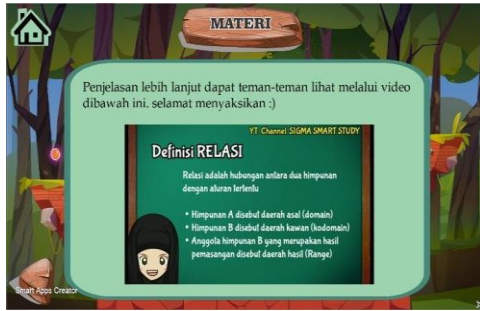 MATERI
Penjelasan lebih lanjut dapat teman-teman lihat melalui video
dibawah ini. selamat menyaksikan :)
YT Channel SIGMA SMART STUDY
Definisi RELASI
Relasi adalah hubungan antara dua himpunan
dengan aturan tertentu
• Himpunan A disebut daerah asal (domain)
• Himpunan B disebut daerah kawan (kodomain)
• Anggota himpunan B yang merupakan hasil
pemasangan disebut daerah hasil (Range)
Smart Apps Creator